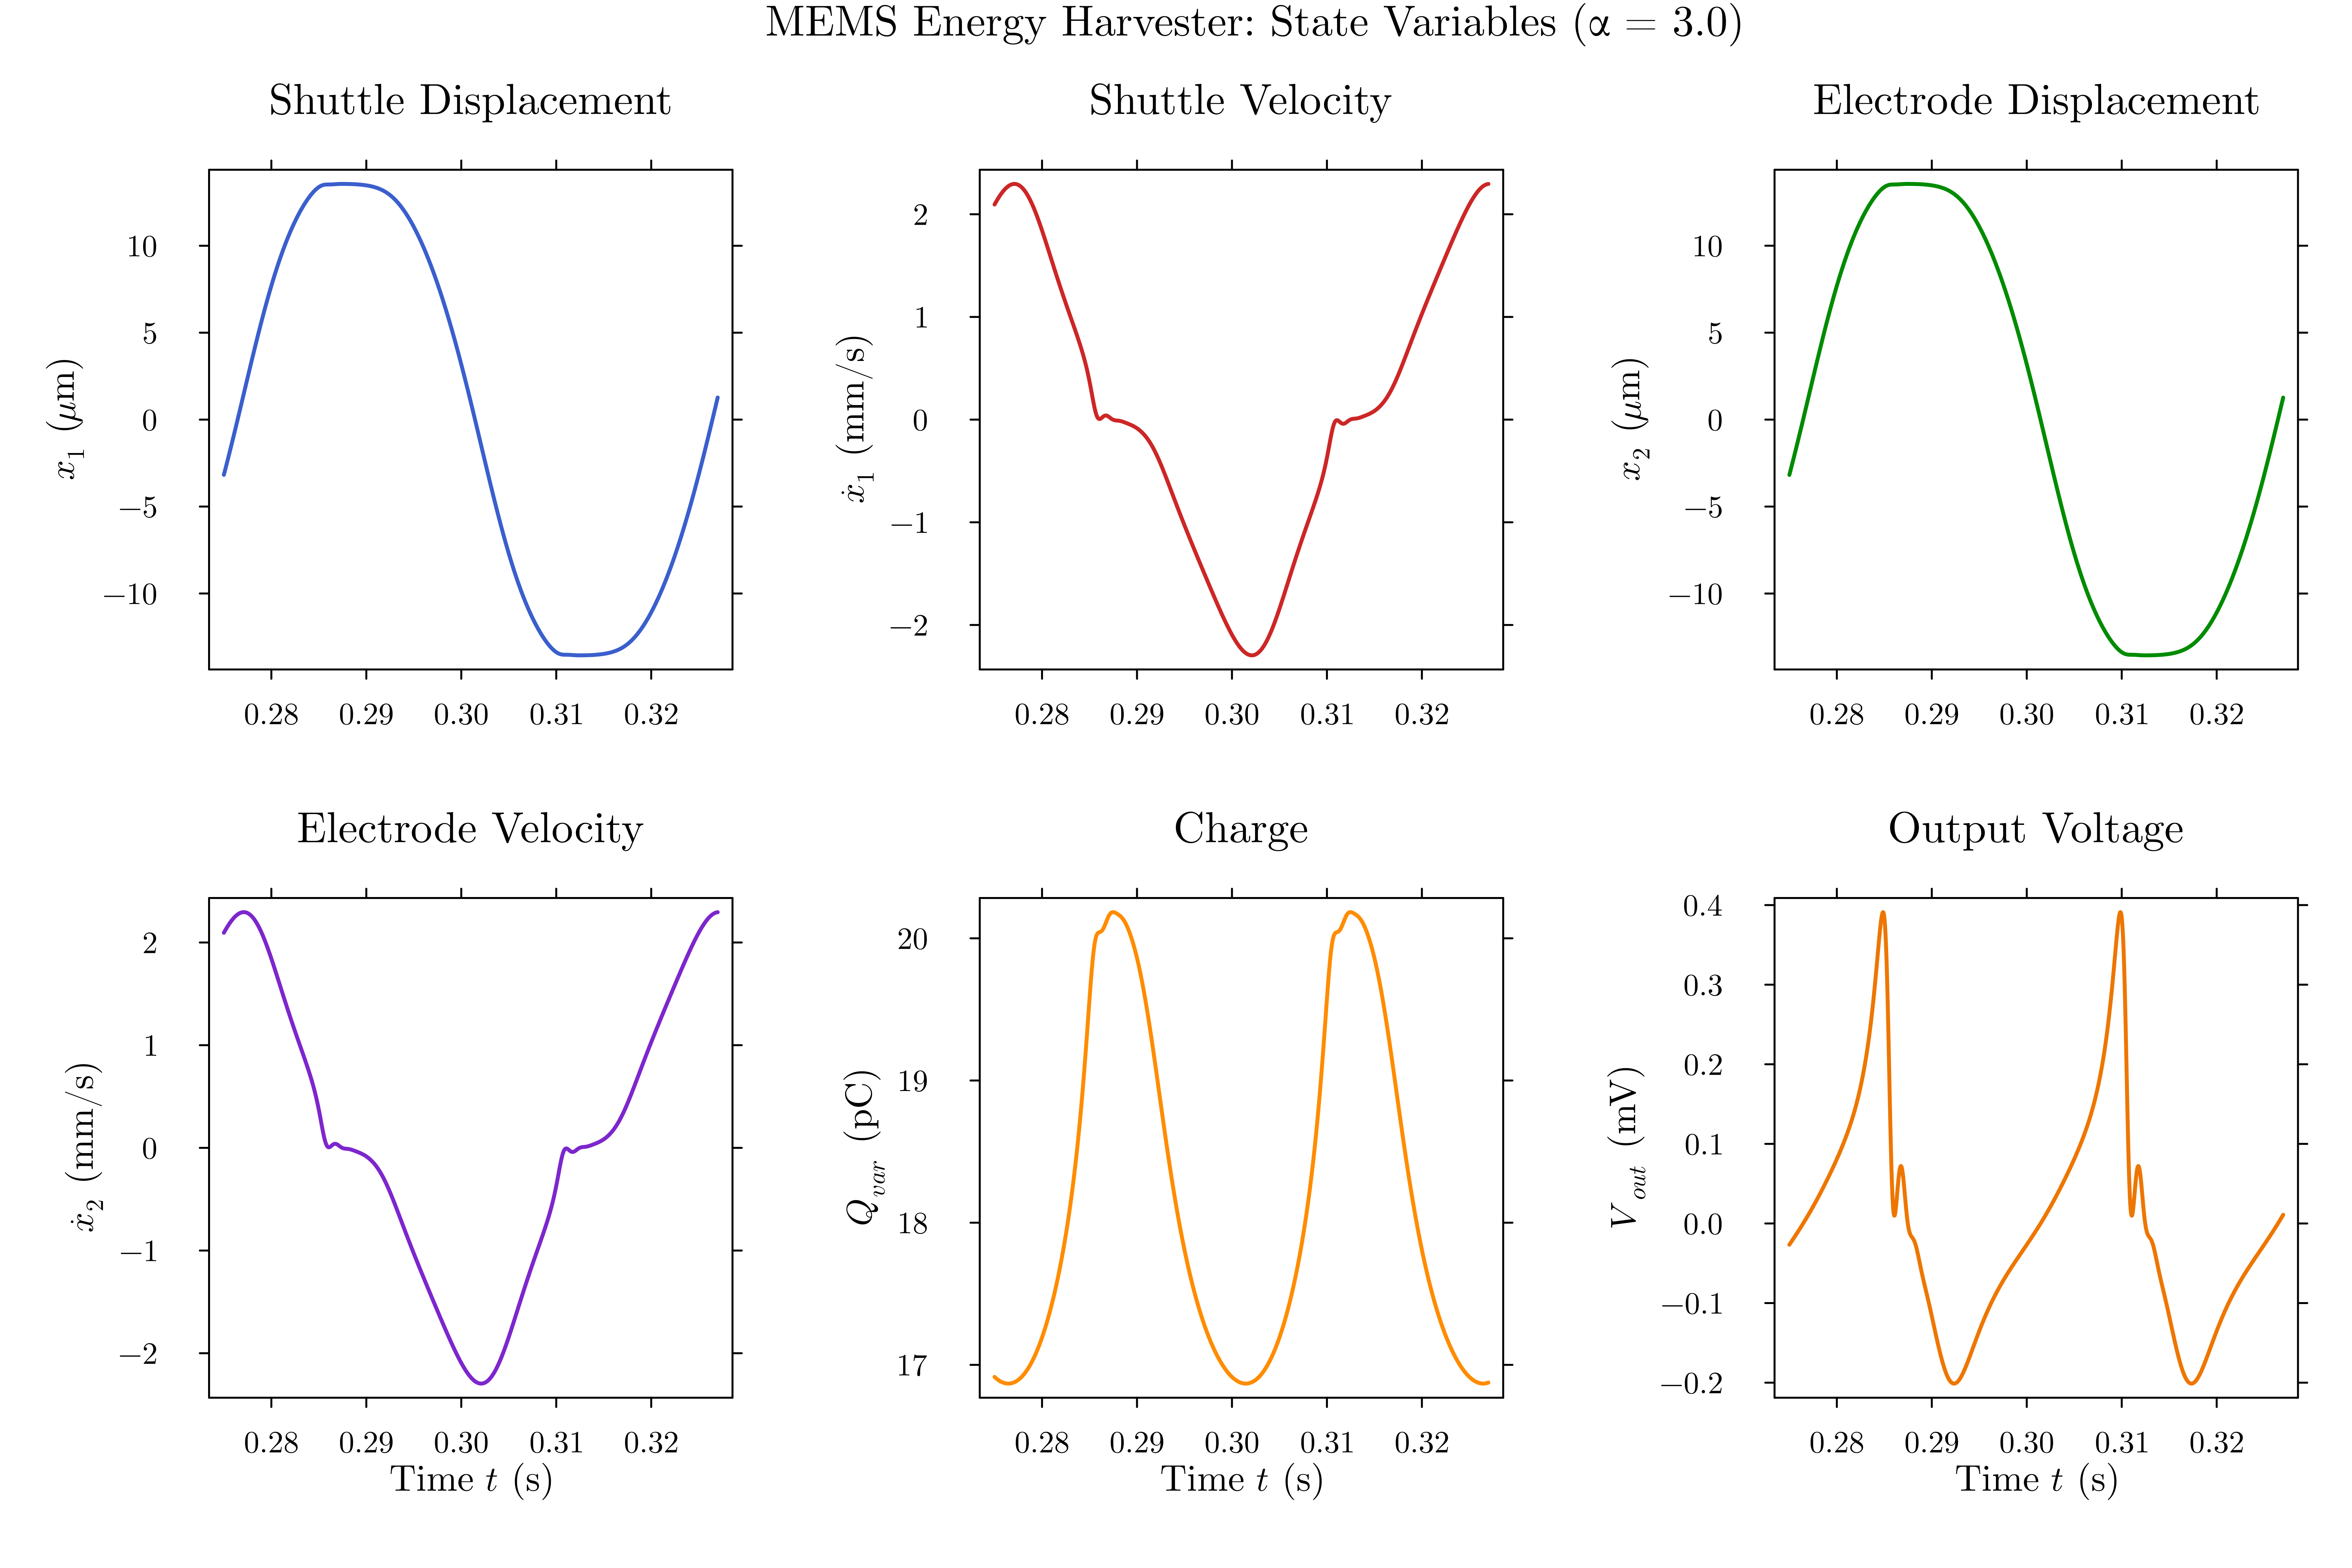 MEMS Energy Harvester: State Variables (α = 3.0)
Shuttle Displacement
x1 (μm)
10
5
0
−5
−10
0.28 0.29 0.30 0.31 0.32
Shuttle Velocity
ẋ1 (mm/s)
2
1
0
−1
−2
0.28 0.29 0.30 0.31 0.32
Electrode Displacement
x2 (μm)
10
5
0
−5
−10
0.28 0.29 0.30 0.31 0.32
Electrode Velocity
ẋ2 (mm/s)
2
1
0
−1
−2
0.28 0.29 0.30 0.31 0.32
Time t (s)
Charge
Qvar (pC)
20
19
18
17
0.28 0.29 0.30 0.31 0.32
Time t (s)
Output Voltage
Vout (mV)
0.4
0.3
0.2
0.1
0.0
−0.1
−0.2
0.28 0.29 0.30 0.31 0.32
Time t (s)